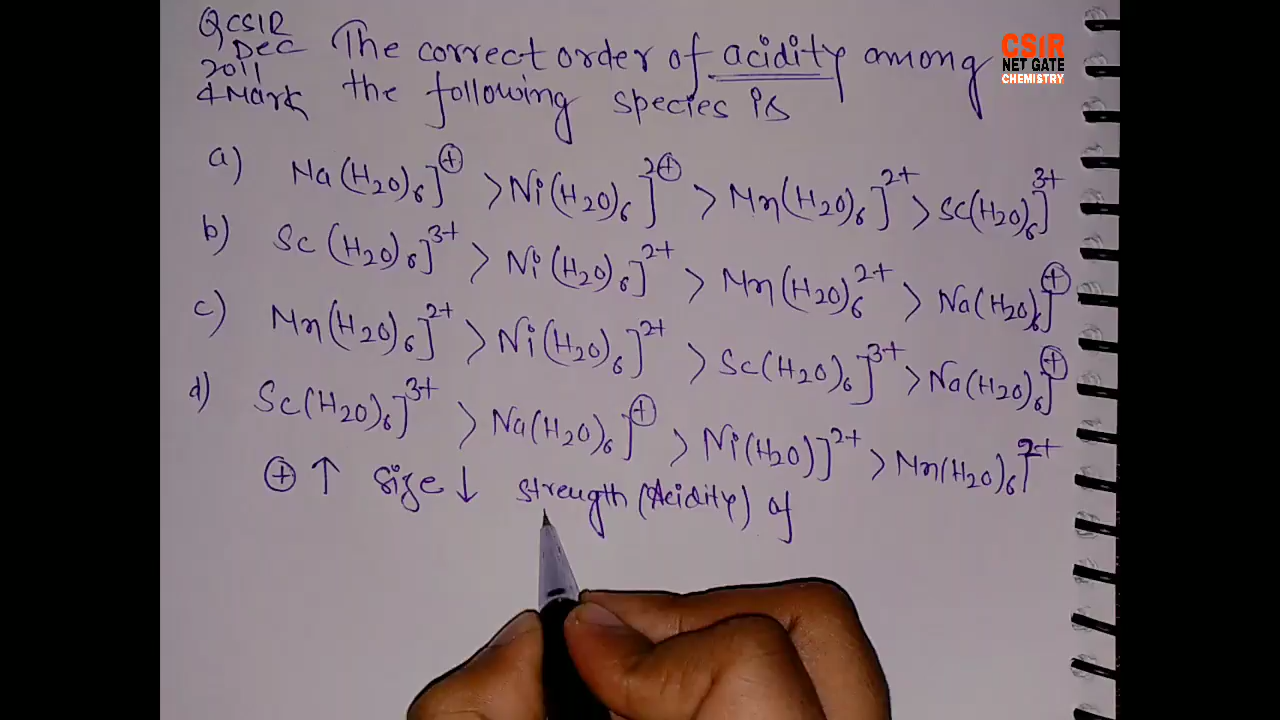 QCSIR
Dec
2011
4 Mark
The correct order of acidity among
the following species is
CSIR
NET GATE
CHEMISTRY
a) Na(H2O)6]⊕ > Ni(H2O)6]2⊕ > Mn(H2O)6]2+ > Sc(H2O)6]3+
b) Sc(H2O)6]3+ > Ni(H2O)6]2+ > Mn(H2O)6 2+ > Na(H2O)6]⊕
c) Mn(H2O)6]2+ > Ni(H2O)6]2+ > Sc(H2O)6]3+ > Na(H2O)6]⊕
d) Sc(H2O)6]3+ > Na(H2O)6]⊕ > Ni(H2O)]2+ > Mn(H2O)6]2+
⊕ ↑ Size ↓ strength (Acidity) of